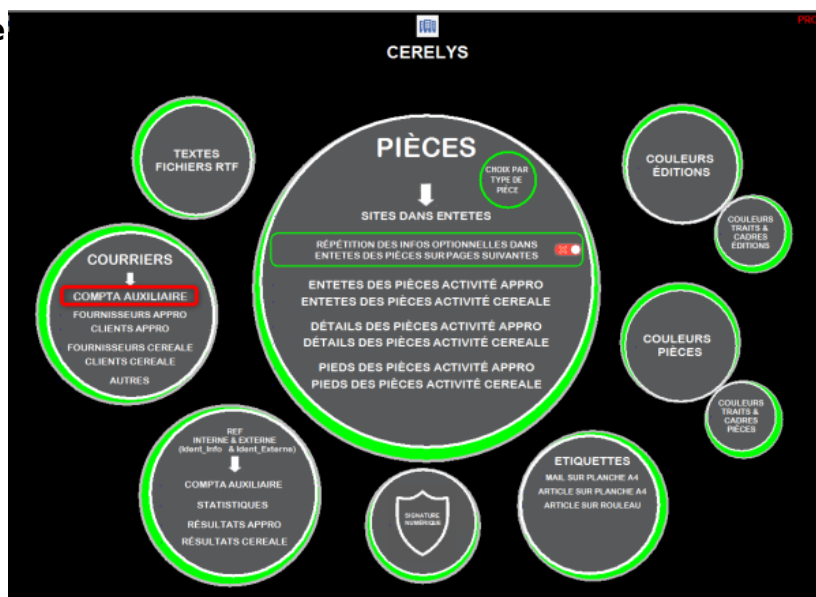 e
PRO
CERELYS
TEXTES
FICHIERS RTF
PIÈCES
CHOIX PAR
TYPE DE
PIÈCE
SITES DANS ENTETES
RÉPÉTITION DES INFOS OPTIONNELLES DANS
ENTETES DES PIÈCES SUR PAGES SUIVANTES
ENTETES DES PIÈCES ACTIVITÉ APPRO
ENTETES DES PIÈCES ACTIVITÉ CEREALE
DÉTAILS DES PIÈCES ACTIVITÉ APPRO
DÉTAILS DES PIÈCES ACTIVITÉ CEREALE
PIEDS DES PIÈCES ACTIVITÉ APPRO
PIEDS DES PIÈCES ACTIVITÉ CEREALE
COULEURS
ÉDITIONS
COULEURS
TRAITS &
CADRES
ÉDITIONS
COURRIERS
COMPTA AUXILIAIRE
FOURNISSEURS APPRO
CLIENTS APPRO
FOURNISSEURS CEREALE
CLIENTS CEREALE
AUTRES
COULEURS
PIÈCES
COULEURS
TRAITS &
CADRES
PIÈCES
REF
INTERNE & EXTERNE
(Ident_Info & Ident_Externe)
COMPTA AUXILIAIRE
STATISTIQUES
RÉSULTATS APPRO
RÉSULTATS CEREALE
SIGNATURE
NUMÉRIQUE
ETIQUETTES
MAIL SUR PLANCHE A4
ARTICLE SUR PLANCHE A4
ARTICLE SUR ROULEAU